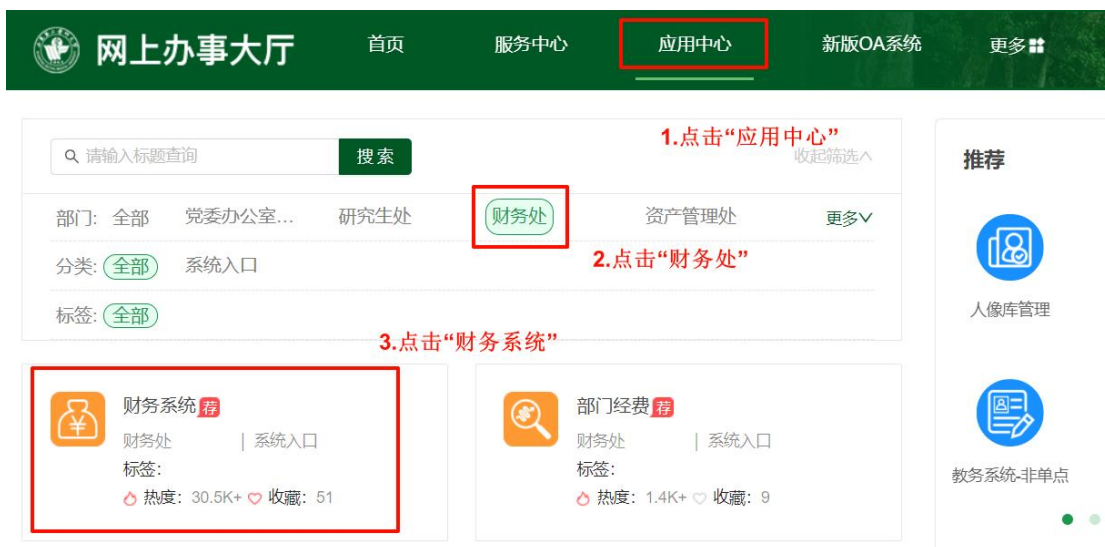 网上办事大厅 首页 服务中心 应用中心 新版OA系统 更多
1.点击“应用中心”
请输入标题查询 搜索 收起筛选
部门: 全部 党委办公室... 研究生处 财务处 资产管理处 更多
2.点击“财务处”
分类: 全部 系统入口
标签: 全部
3.点击“财务系统”
财务系统 荐
财务处 | 系统入口
标签:
热度: 30.5K+ 收藏: 51
部门经费 荐
财务处 | 系统入口
标签:
热度: 1.4K+ 收藏: 9
推荐
人像库管理
教务系统-非单点